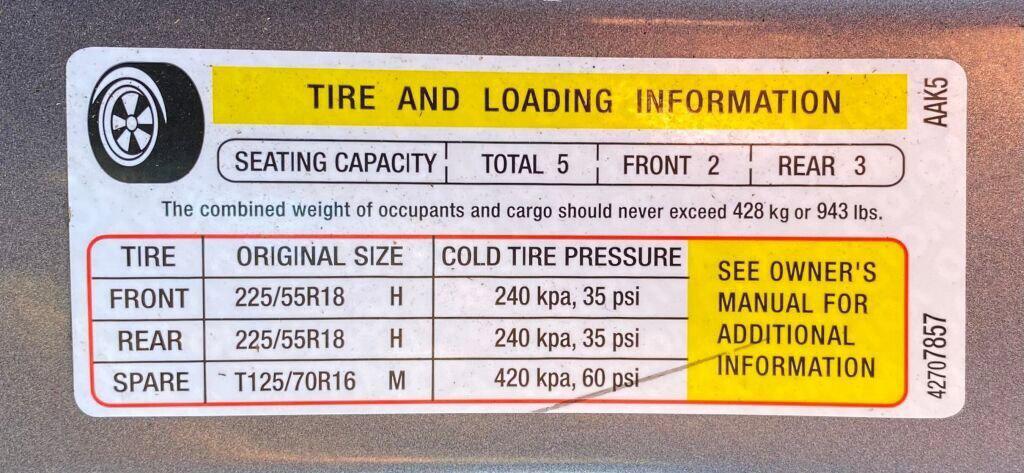 TIRE AND LOADING INFORMATION
AAK5
SEATING CAPACITY TOTAL 5 FRONT 2 REAR 3
The combined weight of occupants and cargo should never exceed 428 kg or 943 lbs.
TIRE ORIGINAL SIZE COLD TIRE PRESSURE
FRONT 225/55R18 H 240 kpa, 35 psi
REAR 225/55R18 H 240 kpa, 35 psi
SPARE T125/70R16 M 420 kpa, 60 psi
SEE OWNER'S
MANUAL FOR
ADDITIONAL
INFORMATION
42707857